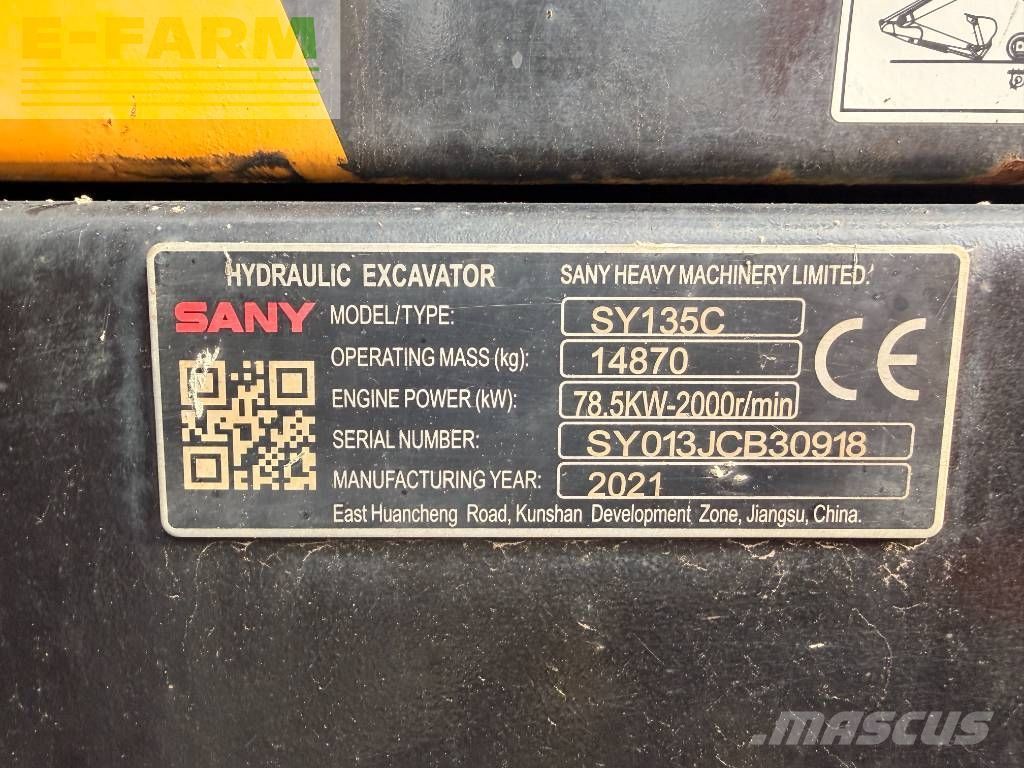 E-FARM
HYDRAULIC EXCAVATOR
SANY HEAVY MACHINERY LIMITED
SANY
MODEL/TYPE: SY135C
OPERATING MASS (kg): 14870
ENGINE POWER (kW): 78.5KW-2000r/min
SERIAL NUMBER: SY013JCB30918
MANUFACTURING YEAR: 2021
East Huancheng Road, Kunshan Development Zone, Jiangsu, China.
CE
MASCUS